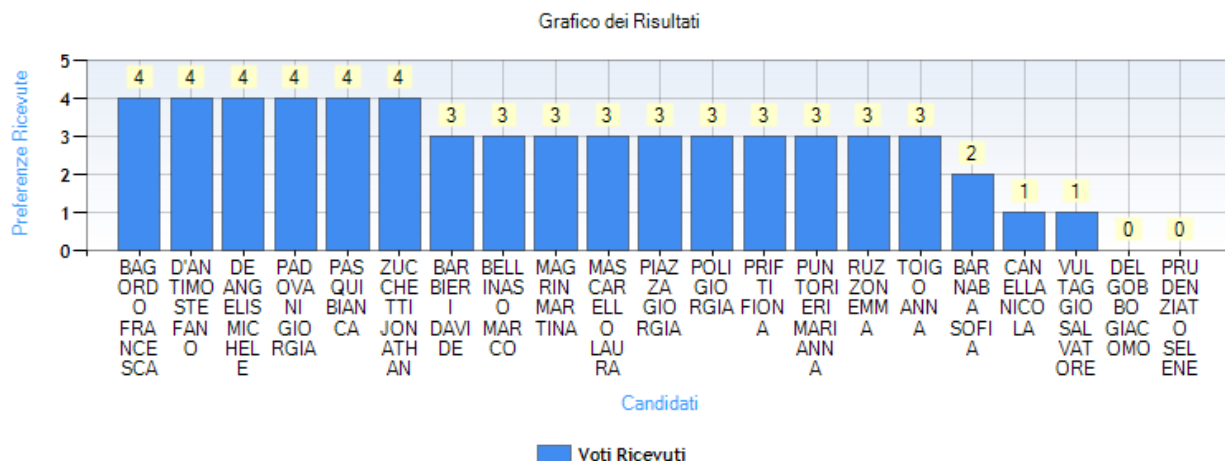 Grafico dei Risultati
Preferenze Ricevute
5
4
3
2
1
0
4 4 4 4 4 4 3 3 3 3 3 3 3 3 3 3 2 1 1 0 0
BAG
ORD
O
FRA
NCE
SCA
D'AN
TIMO
STE
FAN
O
DE
ANG
ELIS
MIC
HEL
E
PAD
OVA
NI
GIO
RGIA
PAS
QUI
BIAN
CA
ZUC
CHE
TTI
JON
ATH
AN
BAR
BIER
I
DAVI
DE
BELL
INAS
O
MAR
CO
MAG
RIN
MAR
TINA
MAS
CAR
ELL
O
LAU
RA
PIAZ
ZA
GIO
RGIA
POLI
GIO
RGIA
PRIF
TI
FION
A
PUN
TORI
ERI
MARI
ANN
A
RUZ
ZON
EMM
A
TOIG
O
ANN
A
BAR
NAB
A
SOFI
A
CAN
ELLA
NICO
LA
VUL
TAG
GIO
SAL
VAT
ORE
DEL
GOB
BO
GIAC
OMO
PRU
DEN
ZIAT
O
SEL
ENE
Candidati
Voti Ricevuti